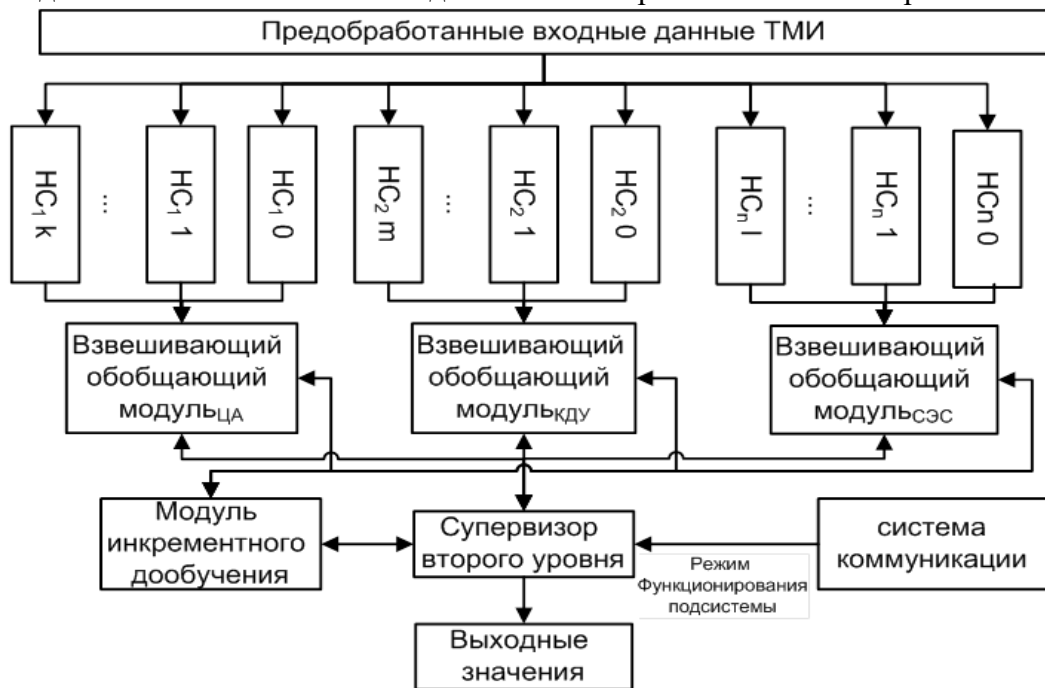 Предобработанные входные данные ТМИ
НС₁ k
...
НС₁ 1
НС₁ 0
НС₂ m
...
НС₂ 1
НС₂ 0
НСₙ l
...
НСₙ 1
НСn 0
Взвешивающий
обобщающий
модульЦА
Взвешивающий
обобщающий
модульКДУ
Взвешивающий
обобщающий
модульСЭС
Модуль
инкрементного
дообучения
Супервизор
второго уровня
Режим
Функционирования
подсистемы
система
коммуникации
Выходные
значения